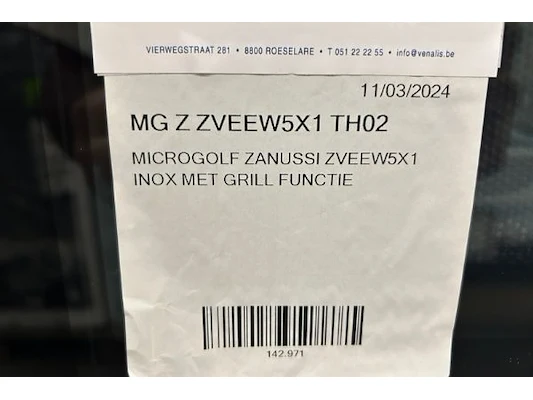 VIERWEGSTRAAT 281 • 8800 ROESELARE • T 051 22 22 55 • info@venalis.be
11/03/2024
MG Z ZVEEW5X1 TH02
MICROGOLF ZANUSSI ZVEEW5X1
INOX MET GRILL FUNCTIE
142.971